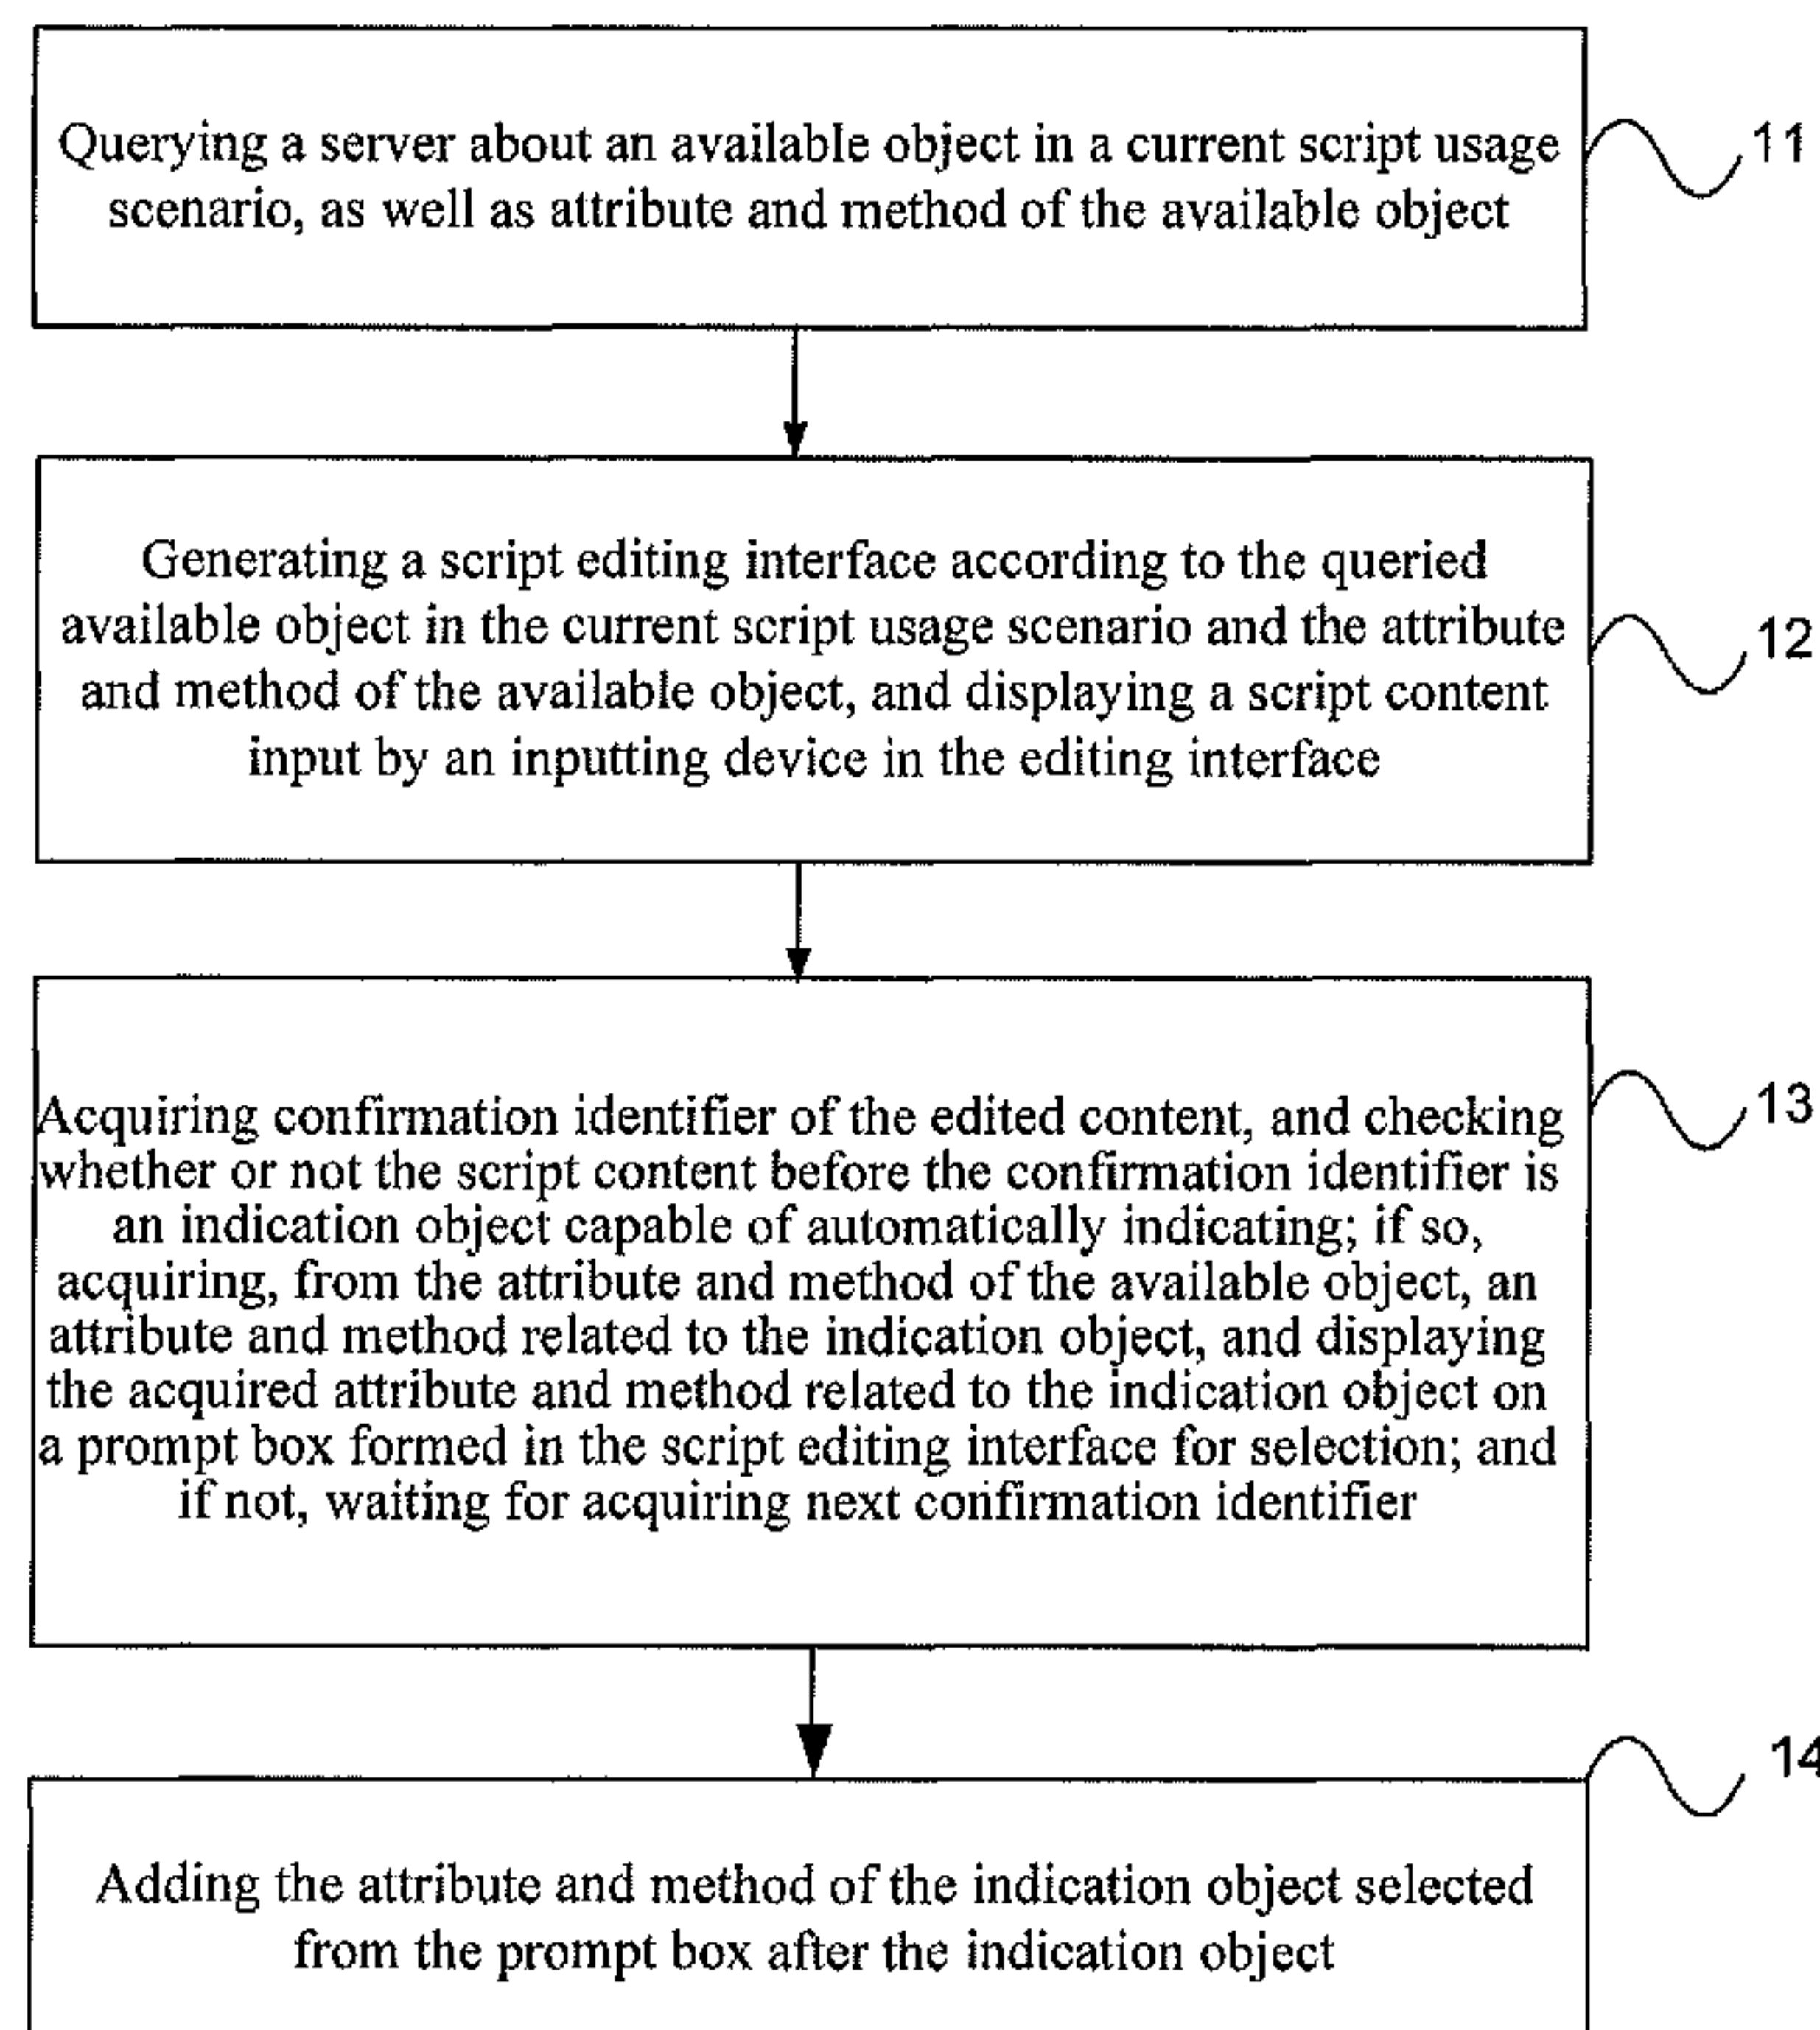 Querying a server about an available object in a current script usage
scenario, as well as attribute and method of the available object
11
Generating a script editing interface according to the queried
available object in the current script usage scenario and the attribute
and method of the available object, and displaying a script content
input by an inputting device in the editing interface
12
Acquiring confirmation identifier of the edited content, and checking
whether or not the script content before the confirmation identifier is
an indication object capable of automatically indicating; if so,
acquiring, from the attribute and method of the available object, an
attribute and method related to the indication object, and displaying
the acquired attribute and method related to the indication object on
a prompt box formed in the script editing interface for selection; and
if not, waiting for acquiring next confirmation identifier
13
Adding the attribute and method of the indication object selected
from the prompt box after the indication object
14